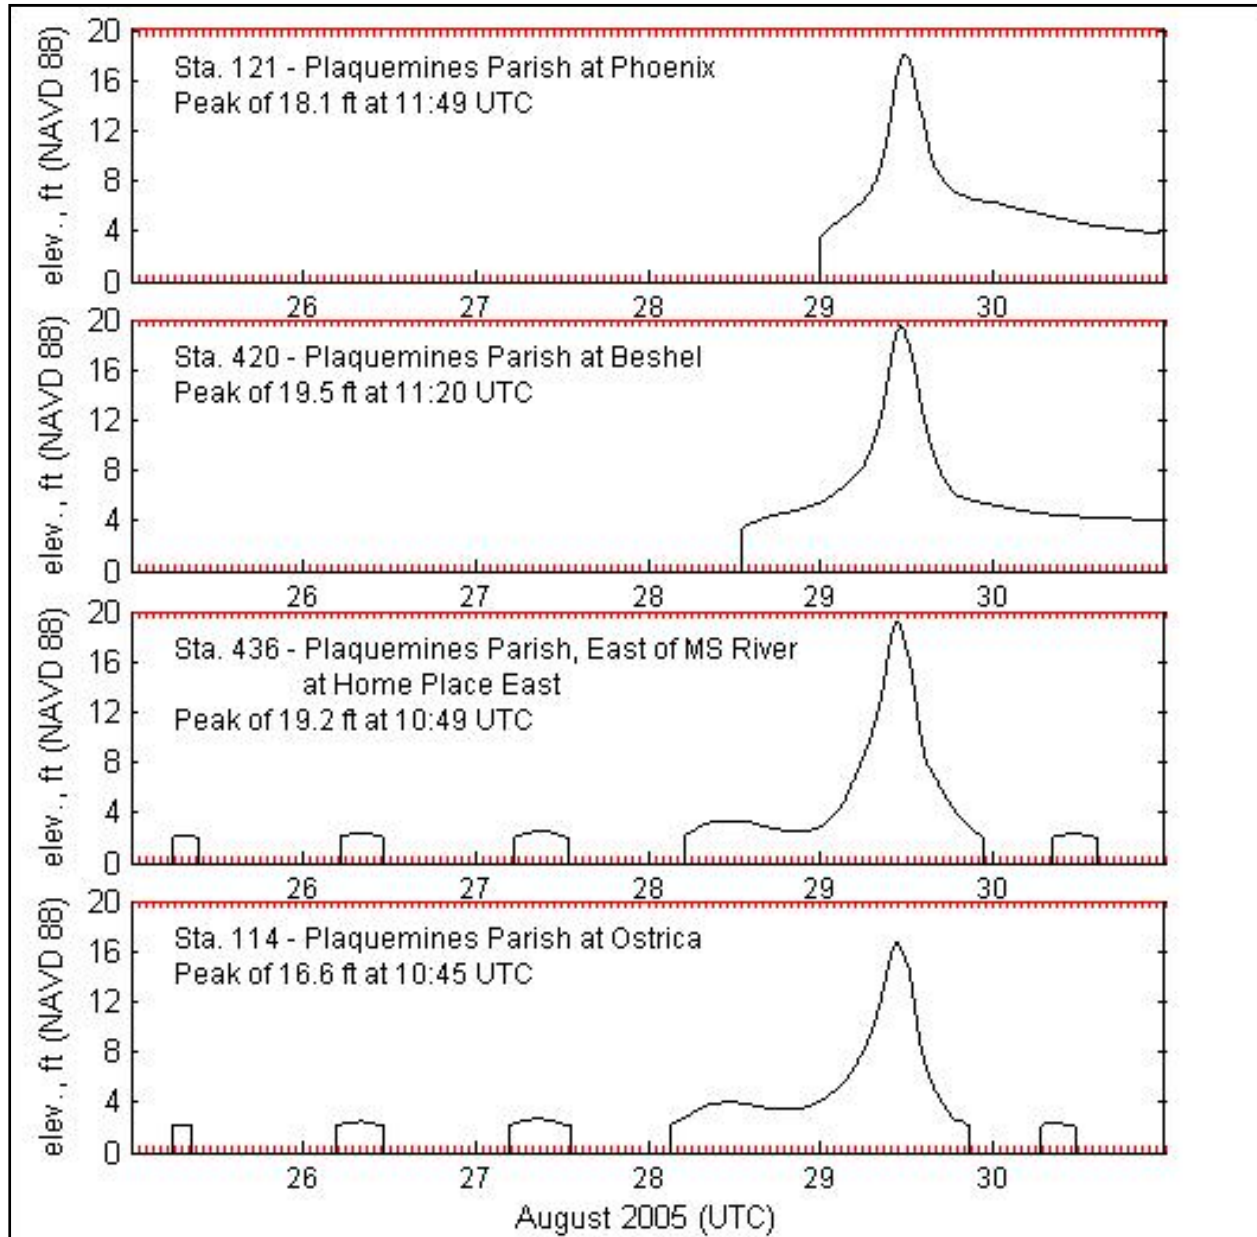 20
16
12
8
4
0
elev., ft (NAVD 88)
Sta. 121 - Plaquemines Parish at Phoenix
Peak of 18.1 ft at 11:49 UTC
26 27 28 29 30
20
16
12
8
4
0
elev., ft (NAVD 88)
Sta. 420 - Plaquemines Parish at Beshel
Peak of 19.5 ft at 11:20 UTC
26 27 28 29 30
20
16
12
8
4
0
elev., ft (NAVD 88)
Sta. 436 - Plaquemines Parish, East of MS River
at Home Place East
Peak of 19.2 ft at 10:49 UTC
26 27 28 29 30
20
16
12
8
4
0
elev., ft (NAVD 88)
Sta. 114 - Plaquemines Parish at Ostrica
Peak of 16.6 ft at 10:45 UTC
26 27 28 29 30
August 2005 (UTC)